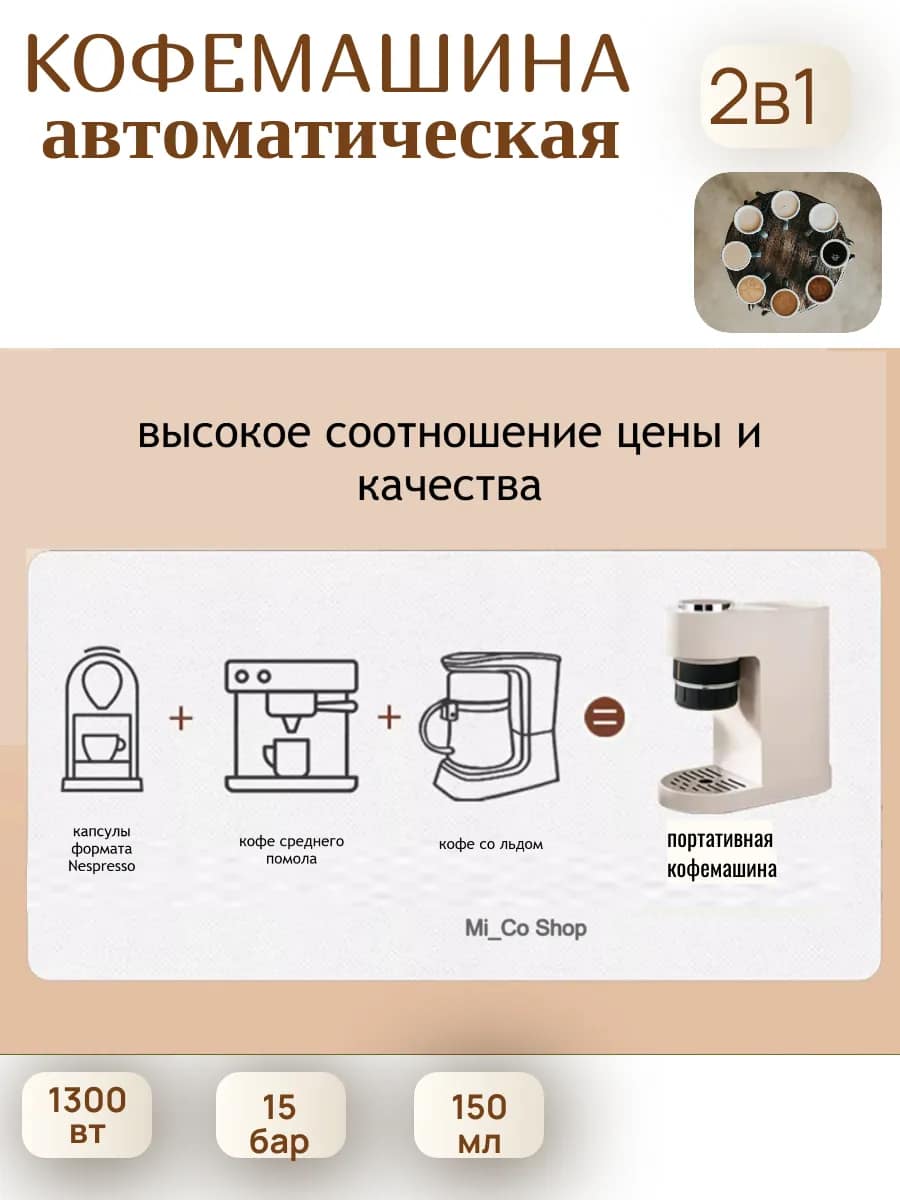 КОФЕМАШИНА
автоматическая
2в1
высокое соотношение цены и
качества
капсулы
формата
Nespresso
кофе среднего
помола
кофе со льдом
портативная
кофемашина
Mi_Co Shop
1300
вт
15
бар
150
мл